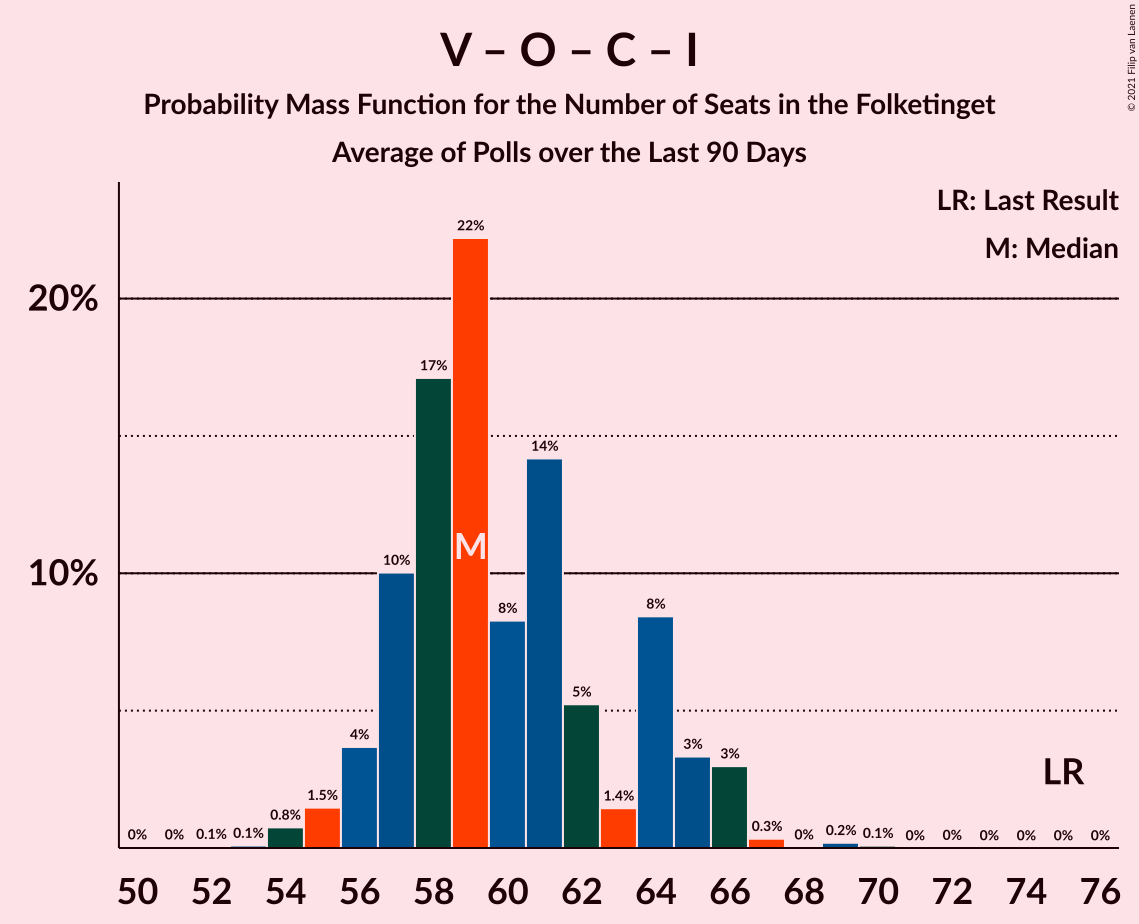 V – O – C – I
Probability Mass Function for the Number of Seats in the Folketinget
Average of Polls over the Last 90 Days
© 2021 Filip van Laenen
LR: Last Result
M: Median
20%
10%
0% 0% 0.1% 0.1% 0.8% 1.5% 4% 10% 17% 22% 8% 14% 5% 1.4% 8% 3% 3% 0.3% 0% 0.2% 0.1% 0% 0% 0% 0% 0% 0%
M
LR
50 52 54 56 58 60 62 64 66 68 70 72 74 76